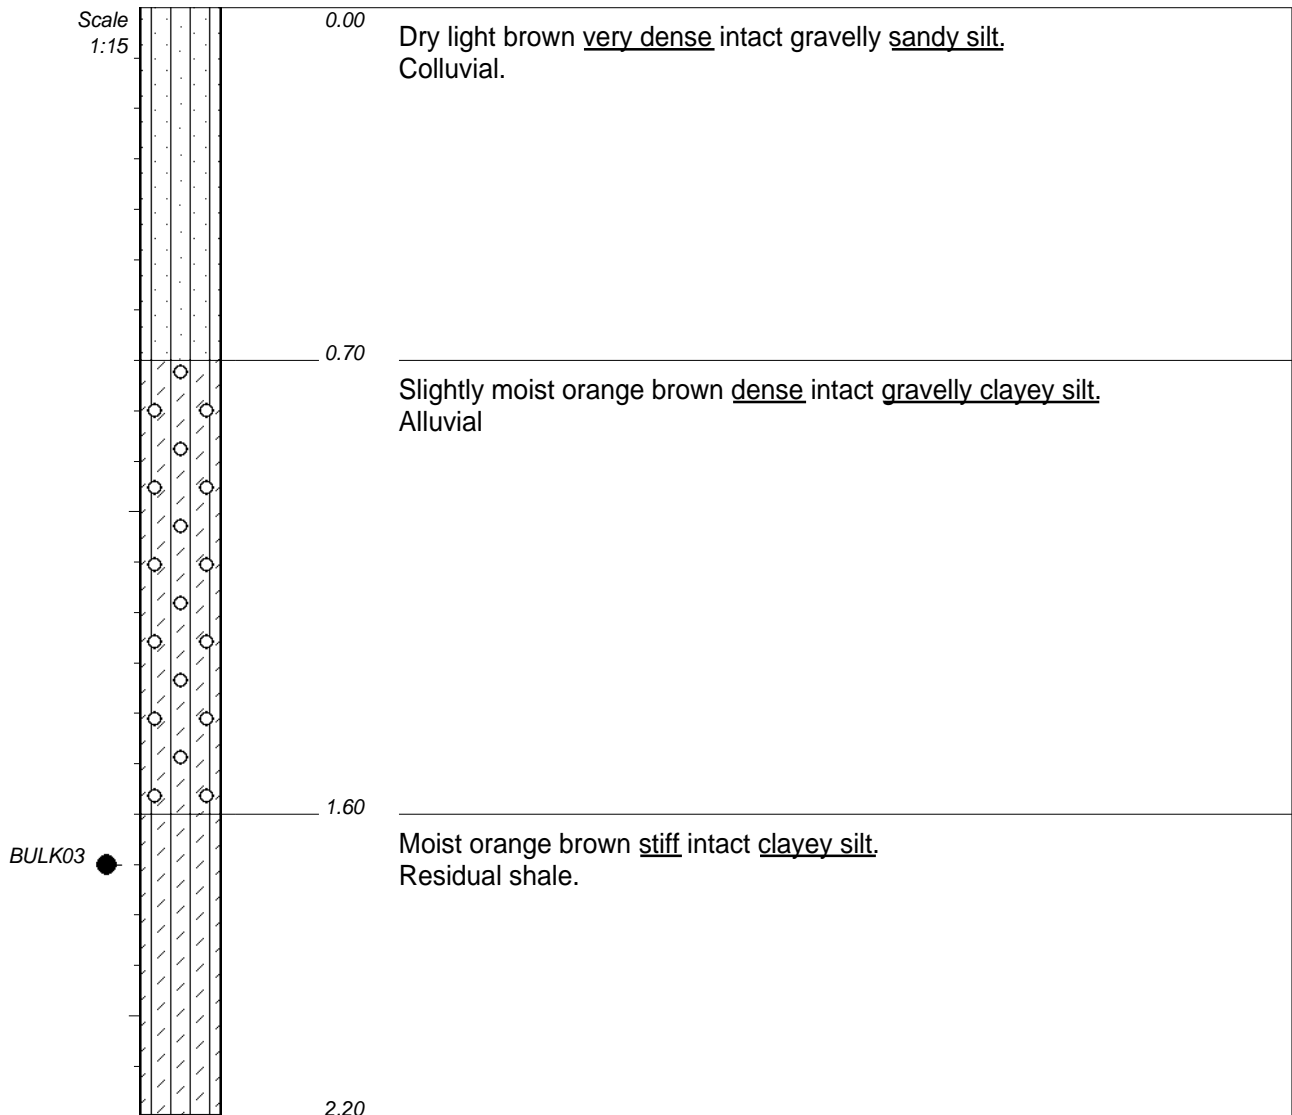 Scale
1:15
0.00
Dry light brown very dense intact gravelly sandy silt.
Colluvial.
0.70
Slightly moist orange brown dense intact gravelly clayey silt.
Alluvial
1.60
Moist orange brown stiff intact clayey silt.
Residual shale.
BULK03
2.20